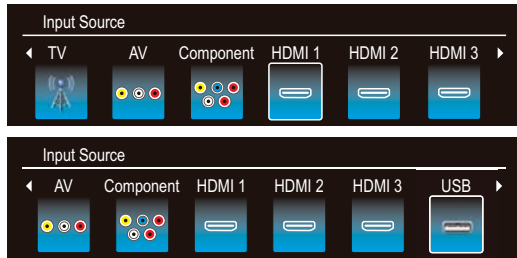 Input Source
TV AV Component HDMI 1 HDMI 2 HDMI 3
Input Source
AV Component HDMI 1 HDMI 2 HDMI 3 USB